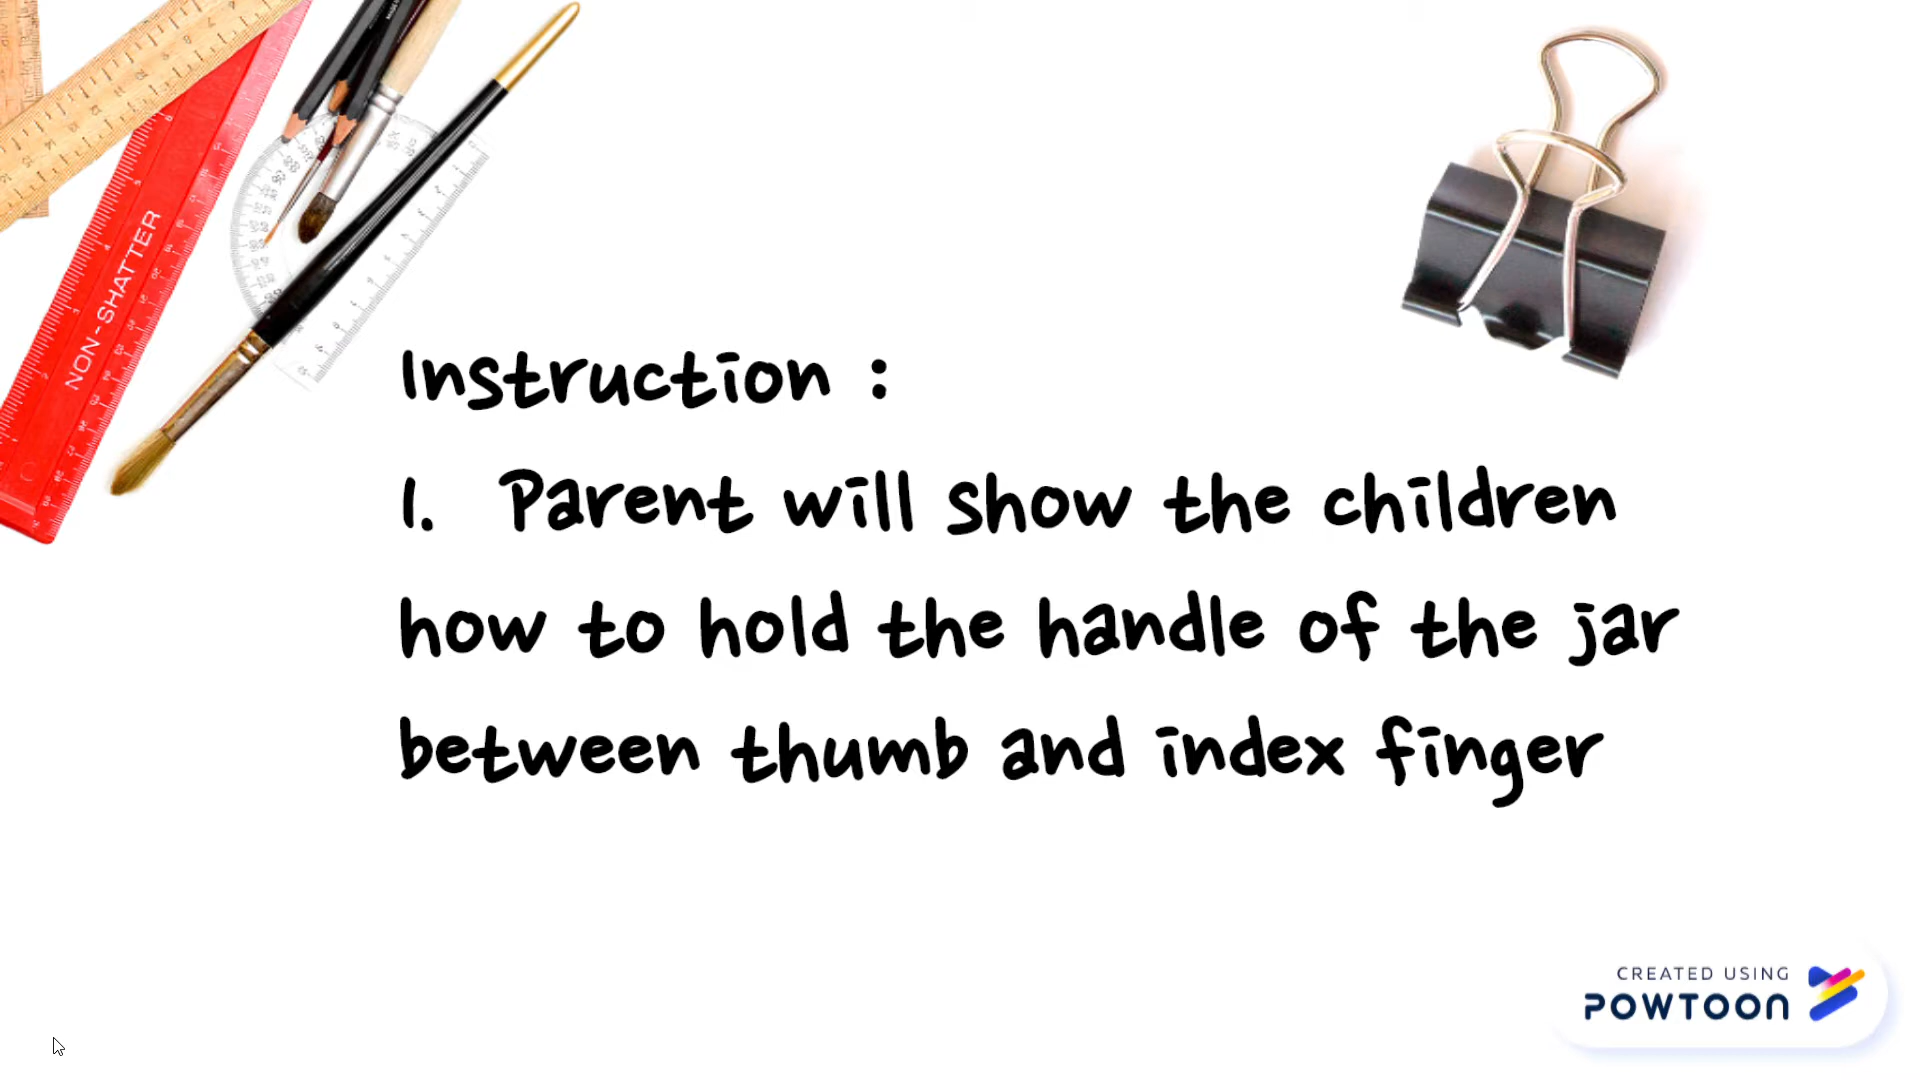 NON-SHATTER
Instruction :
1. Parent will show the children
how to hold the handle of the jar
between thumb and index finger
CREATED USING
POWTOON